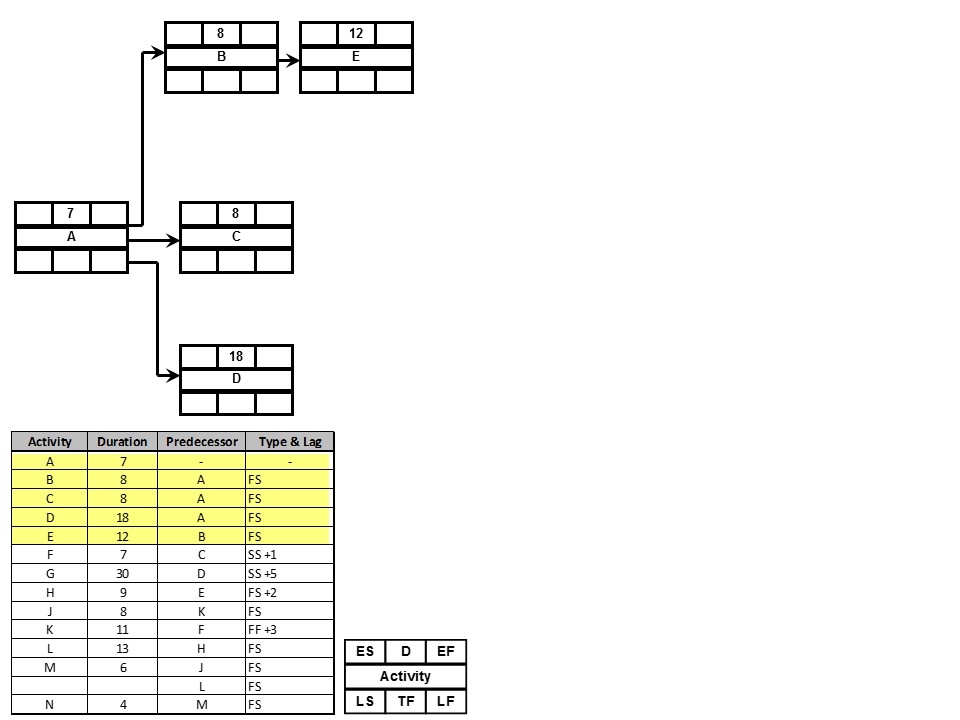 8
B
12
E
7
A
8
C
18
D
Activity Duration Predecessor Type & Lag
A 7 - -
B 8 A FS
C 8 A FS
D 18 A FS
E 12 B FS
F 7 C SS +1
G 30 D SS +5
H 9 E FS +2
J 8 K FS
K 11 F FF +3
L 13 H FS
M 6 J FS
L FS
N 4 M FS
ES D EF
Activity
LS TF LF